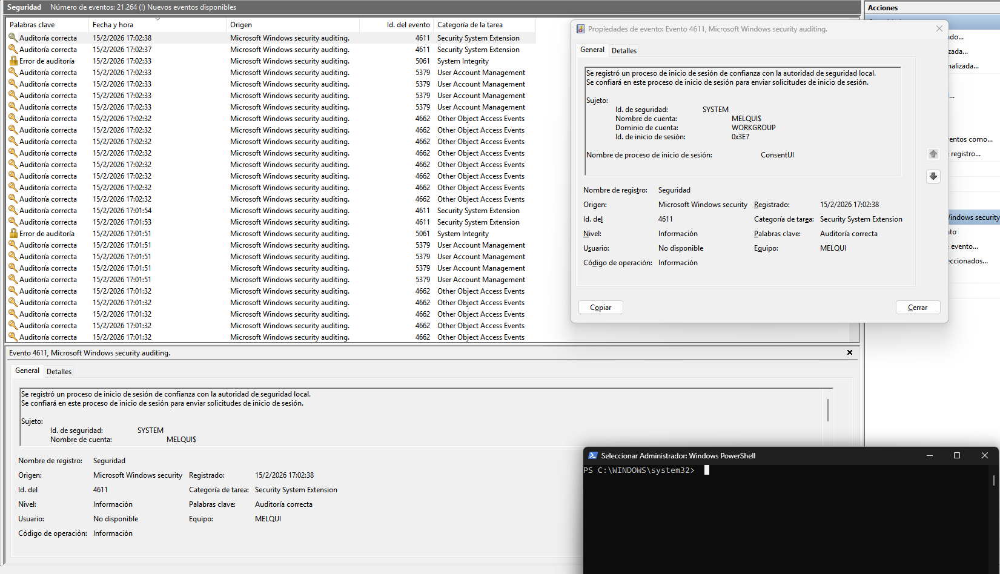 Seguridad Número de eventos: 21.264 (!) Nuevos eventos disponibles
Palabras clave Fecha y hora Origen Id. del evento Categoría de la tarea
Auditoría correcta 15/2/2026 17:02:38 Microsoft Windows security auditing. 4611 Security System Extension
Auditoría correcta 15/2/2026 17:02:37 Microsoft Windows security auditing. 4611 Security System Extension
Error de auditoría 15/2/2026 17:02:33 Microsoft Windows security auditing. 5061 System Integrity
Auditoría correcta 15/2/2026 17:02:33 Microsoft Windows security auditing. 5379 User Account Management
Auditoría correcta 15/2/2026 17:02:33 Microsoft Windows security auditing. 5379 User Account Management
Auditoría correcta 15/2/2026 17:02:33 Microsoft Windows security auditing. 5379 User Account Management
Auditoría correcta 15/2/2026 17:02:33 Microsoft Windows security auditing. 5379 User Account Management
Auditoría correcta 15/2/2026 17:02:32 Microsoft Windows security auditing. 4662 Other Object Access Events
Auditoría correcta 15/2/2026 17:02:32 Microsoft Windows security auditing. 4662 Other Object Access Events
Auditoría correcta 15/2/2026 17:02:32 Microsoft Windows security auditing. 4662 Other Object Access Events
Auditoría correcta 15/2/2026 17:02:32 Microsoft Windows security auditing. 4662 Other Object Access Events
Auditoría correcta 15/2/2026 17:02:32 Microsoft Windows security auditing. 4662 Other Object Access Events
Auditoría correcta 15/2/2026 17:02:32 Microsoft Windows security auditing. 4662 Other Object Access Events
Auditoría correcta 15/2/2026 17:02:32 Microsoft Windows security auditing. 4662 Other Object Access Events
Auditoría correcta 15/2/2026 17:02:32 Microsoft Windows security auditing. 4662 Other Object Access Events
Auditoría correcta 15/2/2026 17:01:54 Microsoft Windows security auditing. 4611 Security System Extension
Auditoría correcta 15/2/2026 17:01:53 Microsoft Windows security auditing. 4611 Security System Extension
Error de auditoría 15/2/2026 17:01:51 Microsoft Windows security auditing. 5061 System Integrity
Auditoría correcta 15/2/2026 17:01:51 Microsoft Windows security auditing. 5379 User Account Management
Auditoría correcta 15/2/2026 17:01:51 Microsoft Windows security auditing. 5379 User Account Management
Auditoría correcta 15/2/2026 17:01:51 Microsoft Windows security auditing. 5379 User Account Management
Auditoría correcta 15/2/2026 17:01:51 Microsoft Windows security auditing. 5379 User Account Management
Auditoría correcta 15/2/2026 17:01:32 Microsoft Windows security auditing. 4662 Other Object Access Events
Auditoría correcta 15/2/2026 17:01:32 Microsoft Windows security auditing. 4662 Other Object Access Events
Auditoría correcta 15/2/2026 17:01:32 Microsoft Windows security auditing. 4662 Other Object Access Events
Auditoría correcta 15/2/2026 17:01:32 Microsoft Windows security auditing. 4662 Other Object Access Events
Auditoría correcta 15/2/2026 17:01:32 Microsoft Windows security auditing. 4662 Other Object Access Events
Evento 4611, Microsoft Windows security auditing.
General Detalles
Se registró un proceso de inicio de sesión de confianza con la autoridad de seguridad local.
Se confiará en este proceso de inicio de sesión para enviar solicitudes de inicio de sesión.
Sujeto:
Id. de seguridad: SYSTEM
Nombre de cuenta: MELQUI$
Nombre de registro: Seguridad
Origen: Microsoft Windows security Registrado: 15/2/2026 17:02:38
Id. del 4611 Categoría de tarea: Security System Extension
Nivel: Información Palabras clave: Auditoría correcta
Usuario: No disponible Equipo: MELQUI
Código de operación: Información
Propiedades de evento: Evento 4611, Microsoft Windows security auditing.
General Detalles
Se registró un proceso de inicio de sesión de confianza con la autoridad de seguridad local.
Se confiará en este proceso de inicio de sesión para enviar solicitudes de inicio de sesión.
Sujeto:
Id. de seguridad: SYSTEM
Nombre de cuenta: MELQUI$
Dominio de cuenta: WORKGROUP
Id. de inicio de sesión: 0x3E7
Nombre de proceso de inicio de sesión: ConsentUI
Nombre de registro: Seguridad
Origen: Microsoft Windows security Registrado: 15/2/2026 17:02:38
Id. del 4611 Categoría de tarea: Security System Extension
Nivel: Información Palabras clave: Auditoría correcta
Usuario: No disponible Equipo: MELQUI
Código de operación: Información
Copiar Cerrar
Acciones
do...
zada...
nalizada...
...
entos como...
registro...
Windows security
nto
evento...
eccionados...
Seleccionar Administrador: Windows PowerShell
PS C:\WINDOWS\system32>